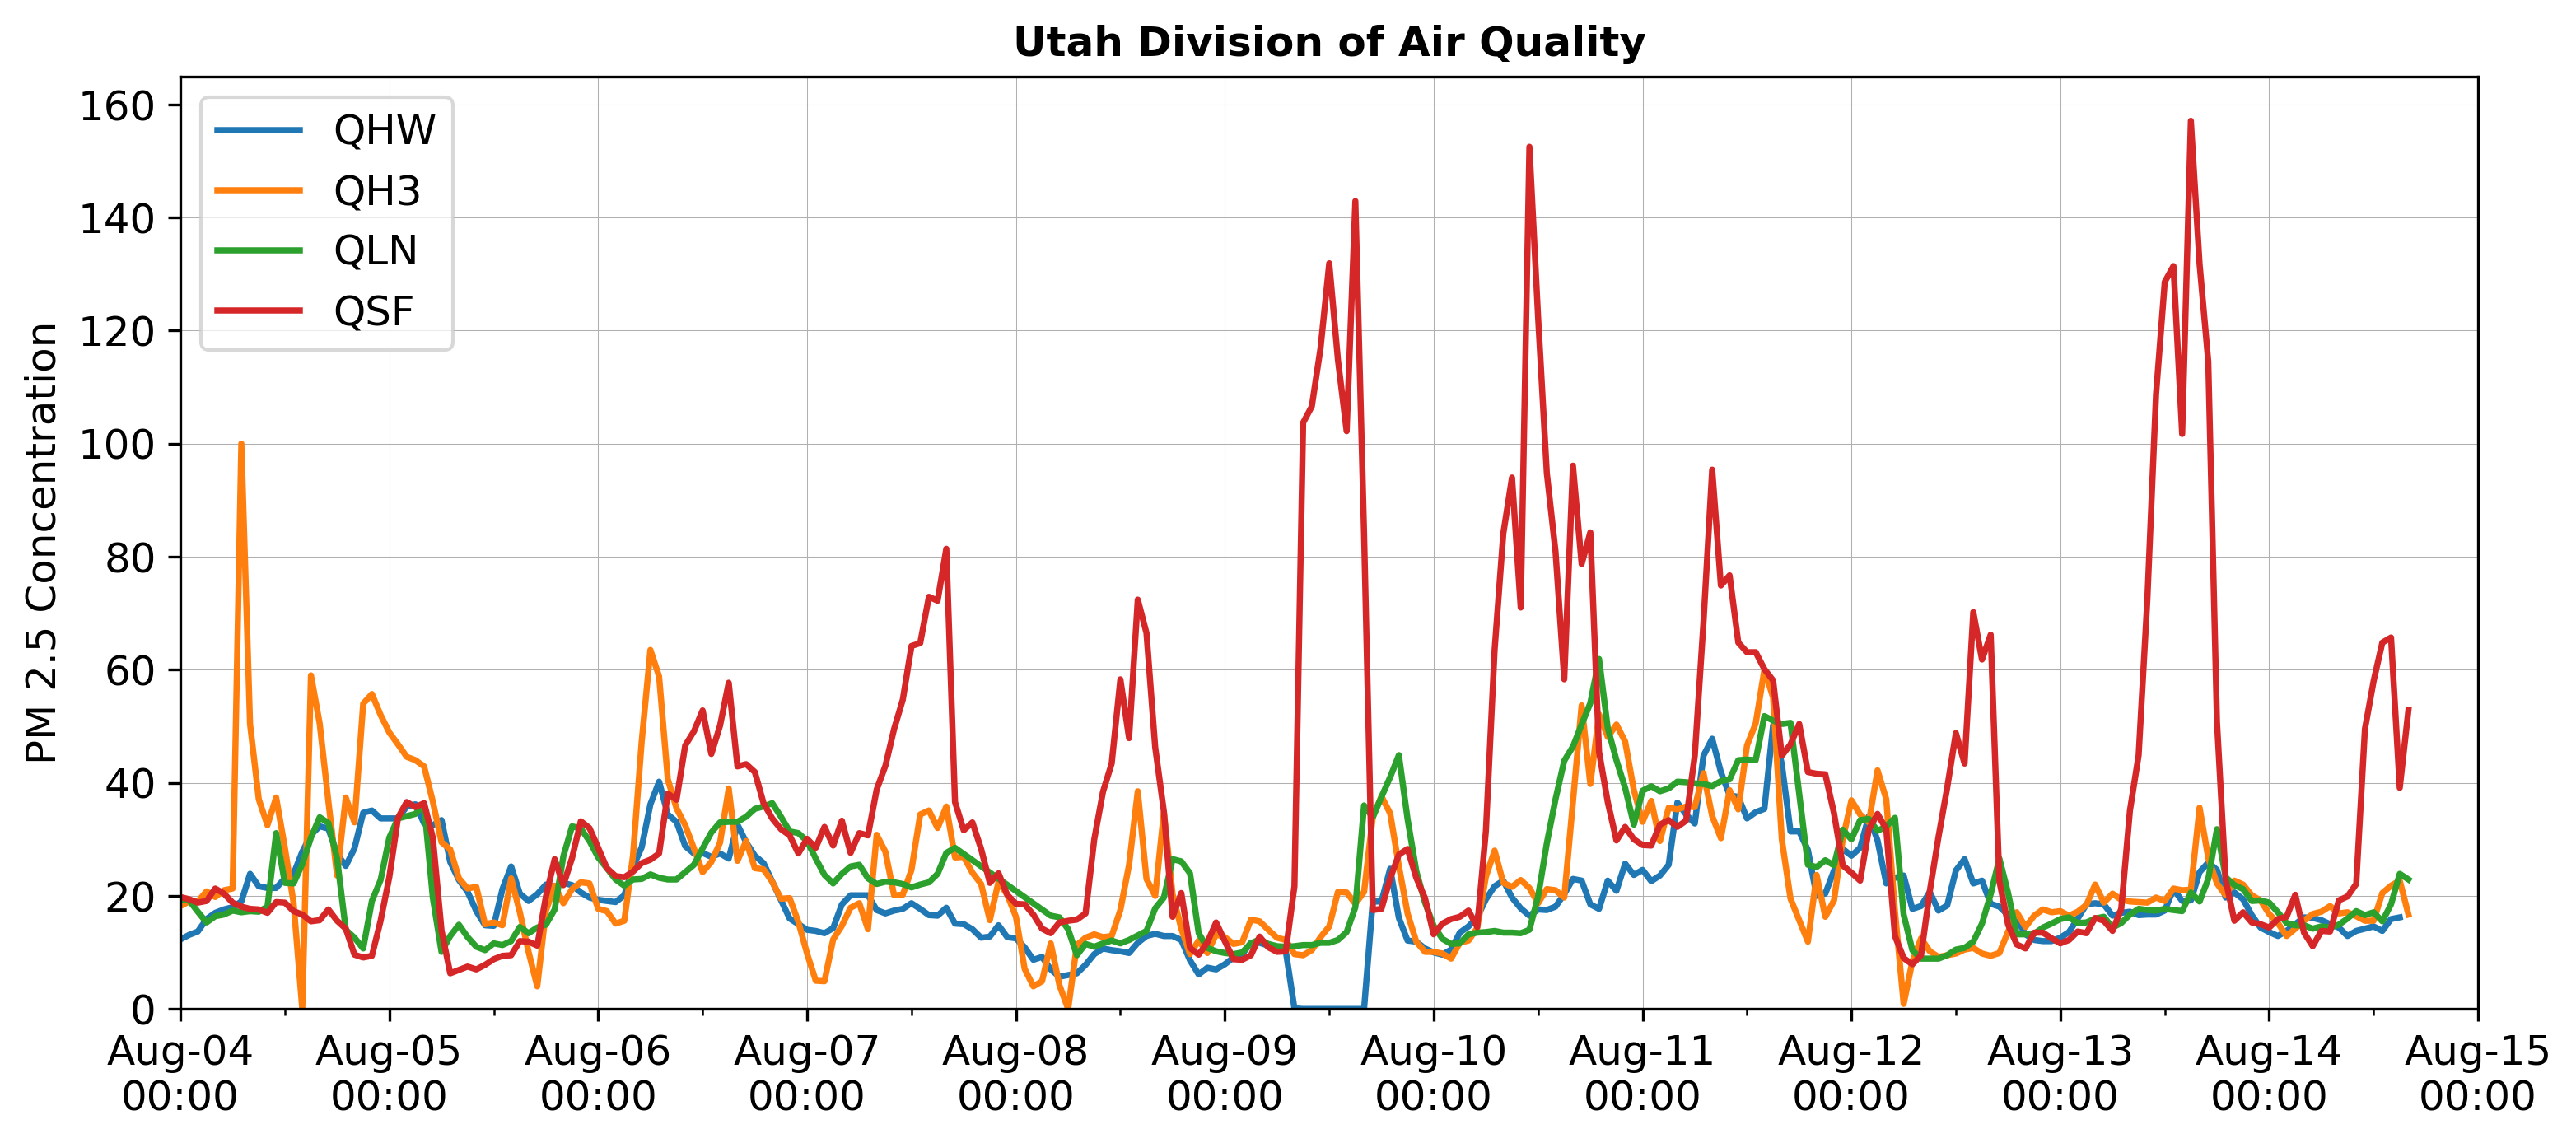 Utah Division of Air Quality
160
140
120
100
80
60
40
20
0
PM 2.5 Concentration
QHW
QH3
QLN
QSF
Aug-04 Aug-05 Aug-06 Aug-07 Aug-08 Aug-09 Aug-10 Aug-11 Aug-12 Aug-13 Aug-14 Aug-15
00:00 00:00 00:00 00:00 00:00 00:00 00:00 00:00 00:00 00:00 00:00 00:00